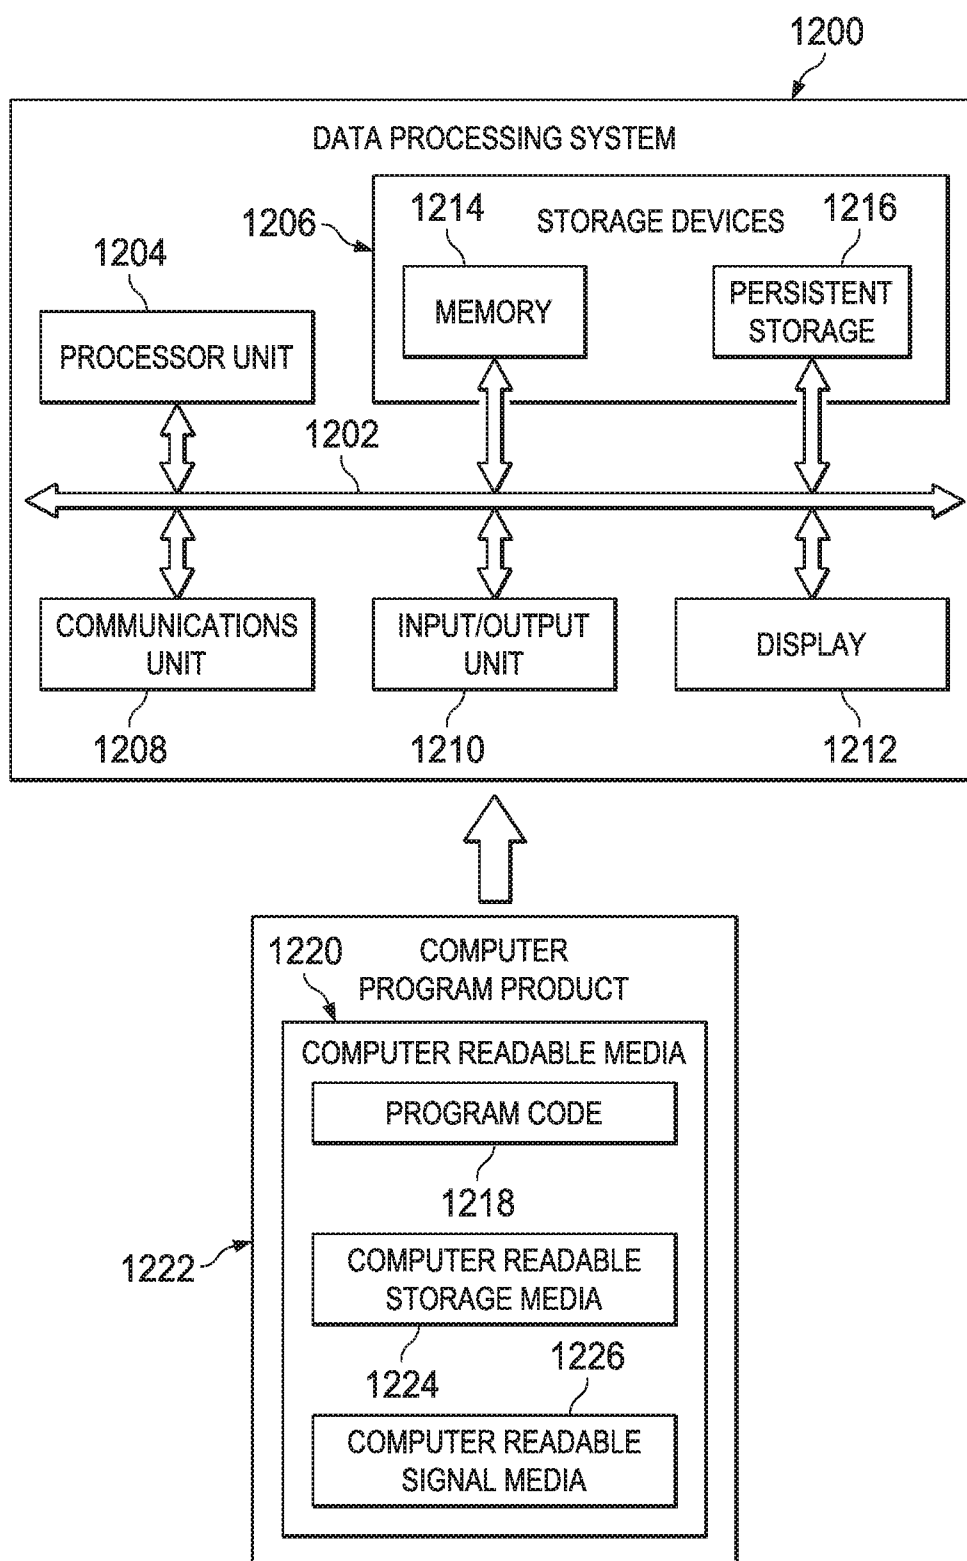 1200
DATA PROCESSING SYSTEM
1206
1214
STORAGE DEVICES
1216
1204
MEMORY
PERSISTENT
STORAGE
PROCESSOR UNIT
1202
COMMUNICATIONS
UNIT
INPUT/OUTPUT
UNIT
DISPLAY
1208
1210
1212
1220
COMPUTER
PROGRAM PRODUCT
COMPUTER READABLE MEDIA
PROGRAM CODE
1218
1222
COMPUTER READABLE
STORAGE MEDIA
1224
1226
COMPUTER READABLE
SIGNAL MEDIA